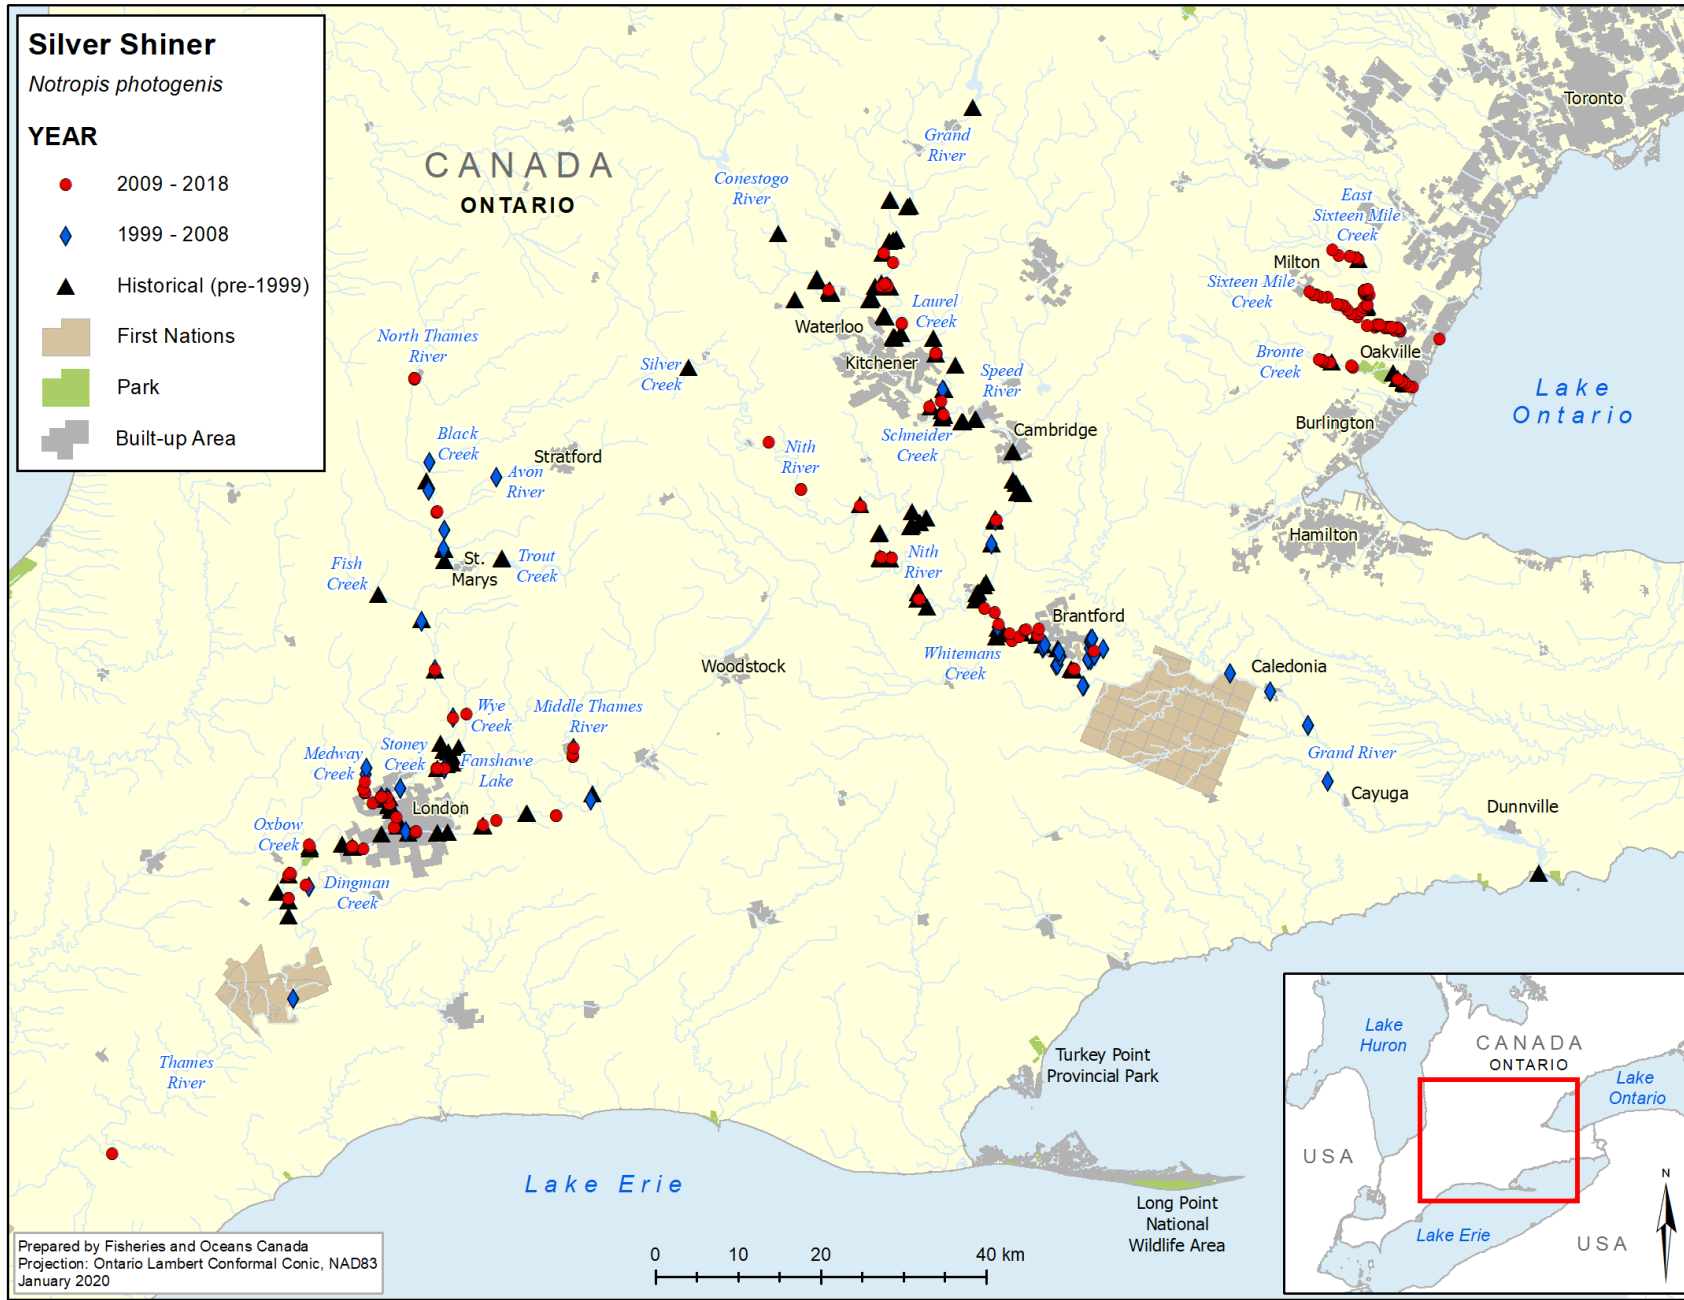 Silver Shiner
Notropis photogenis
YEAR
2009 - 2018
1999 - 2008
Historical (pre-1999)
First Nations
Park
Built-up Area
CANADA
ONTARIO
Toronto
Grand
River
Conestogo
River
East
Sixteen Mile
Creek
Milton
Sixteen Mile
Creek
Laurel
Creek
Waterloo
Kitchener
Bronte
Creek
Oakville
North Thames
River
Silver
Creek
Speed
River
Lake
Ontario
Burlington
Schneider
Creek
Cambridge
Black
Creek
Stratford
Avon
River
Nith
River
Hamilton
St.
Marys
Trout
Creek
Fish
Creek
Nith
River
Brantford
Whitemans
Creek
Woodstock
Caledonia
Wye
Creek
Middle Thames
River
Stoney
Creek
Medway
Creek
Fanshawe
Lake
Grand River
London
Cayuga
Dunnville
Oxbow
Creek
Dingman
Creek
Thames
River
Turkey Point
Provincial Park
Lake Erie
Long Point
National
Wildlife Area
0 10 20 40 km
Prepared by Fisheries and Oceans Canada
Projection: Ontario Lambert Conformal Conic, NAD83
January 2020
Lake
Huron
CANADA
ONTARIO
Lake
Ontario
USA
Lake Erie
USA
N